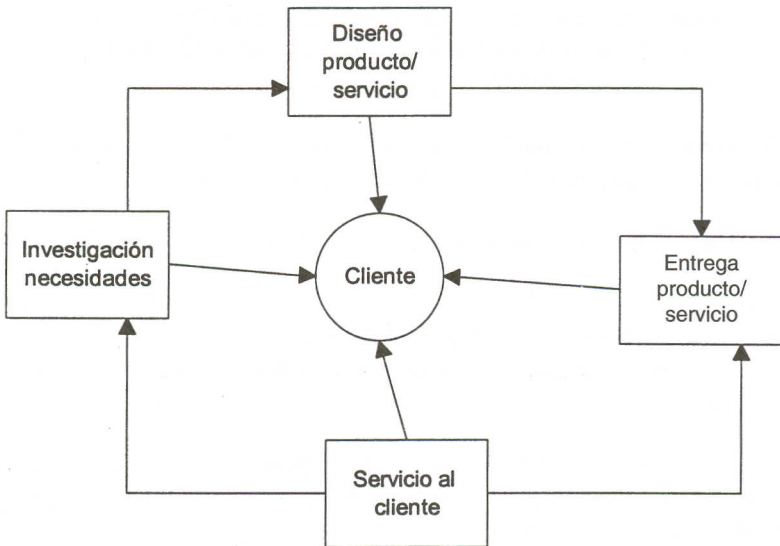 Diseño
producto/
servicio
Investigación
necesidades
Cliente
Entrega
producto/
servicio
Servicio al
cliente